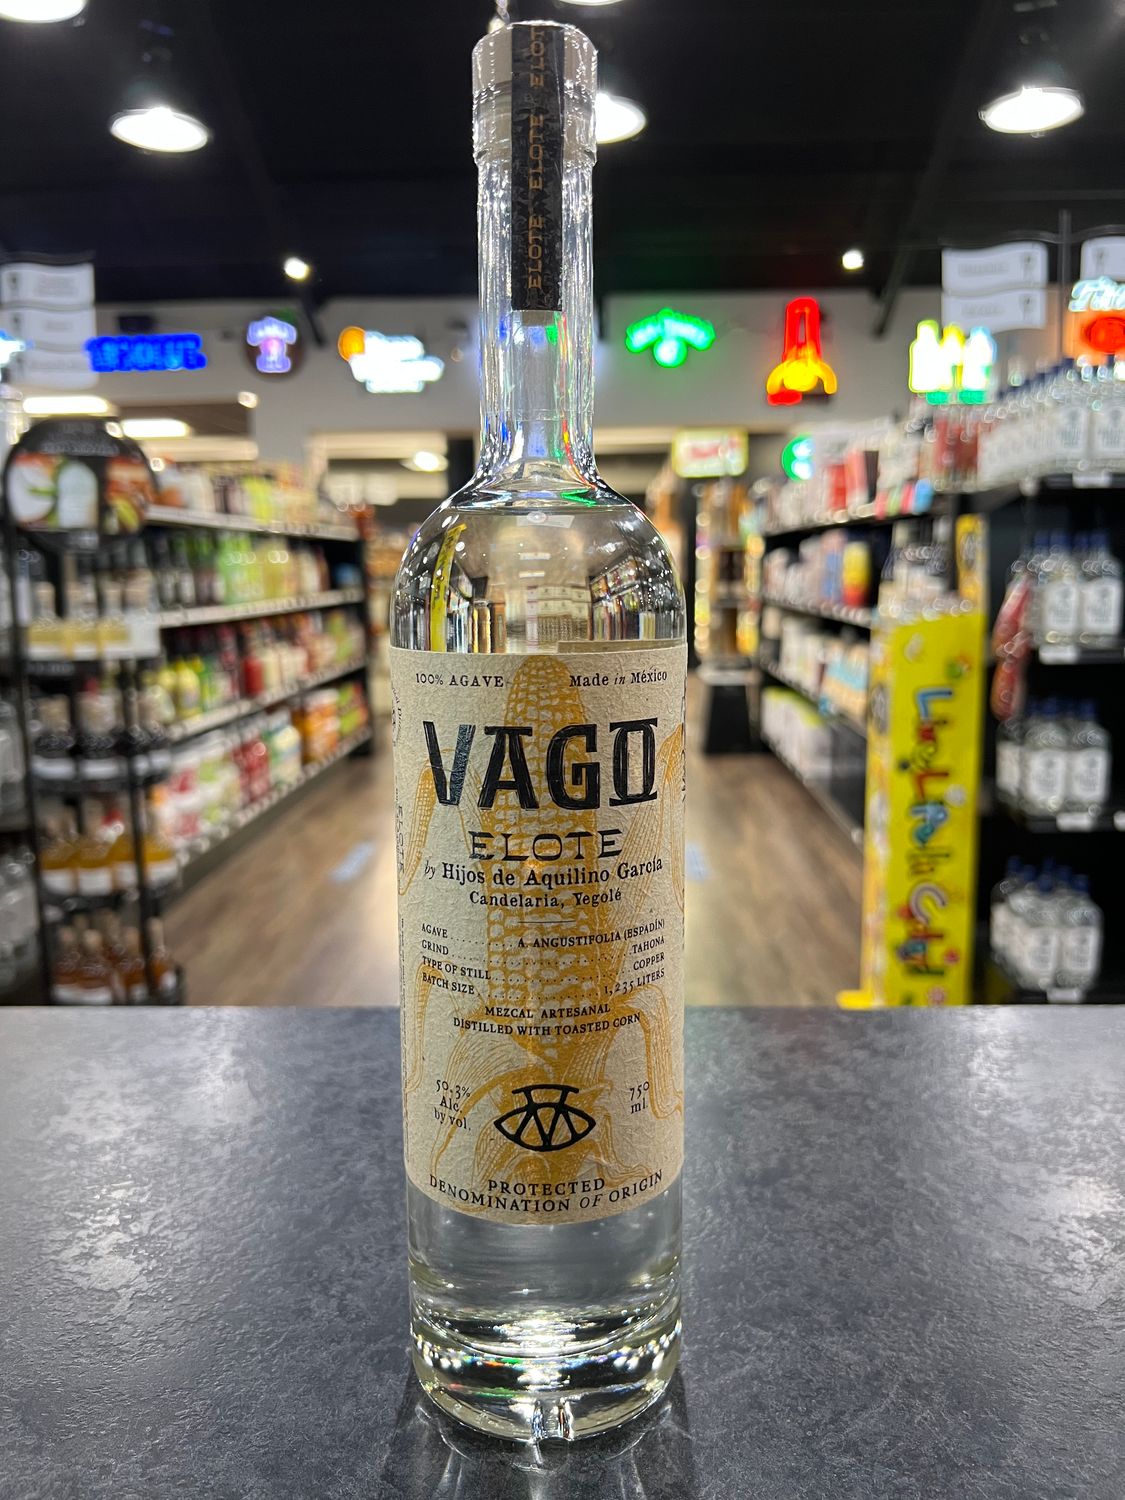 ELOTE ELOTE ELOTE
100% AGAVE Made in México
VAGO
ELOTE
by Hijos de Aquilino García
Candelaria, Yegolé
AGAVE A. ANGUSTIFOLIA (ESPADÍN)
GRIND TAHONA
TYPE OF STILL COPPER
BATCH SIZE 1,235 LITERS
MEZCAL ARTESANAL
DISTILLED WITH TOASTED CORN
50.3% Alc. by vol.
750 ml.
PROTECTED
DENOMINATION OF ORIGIN